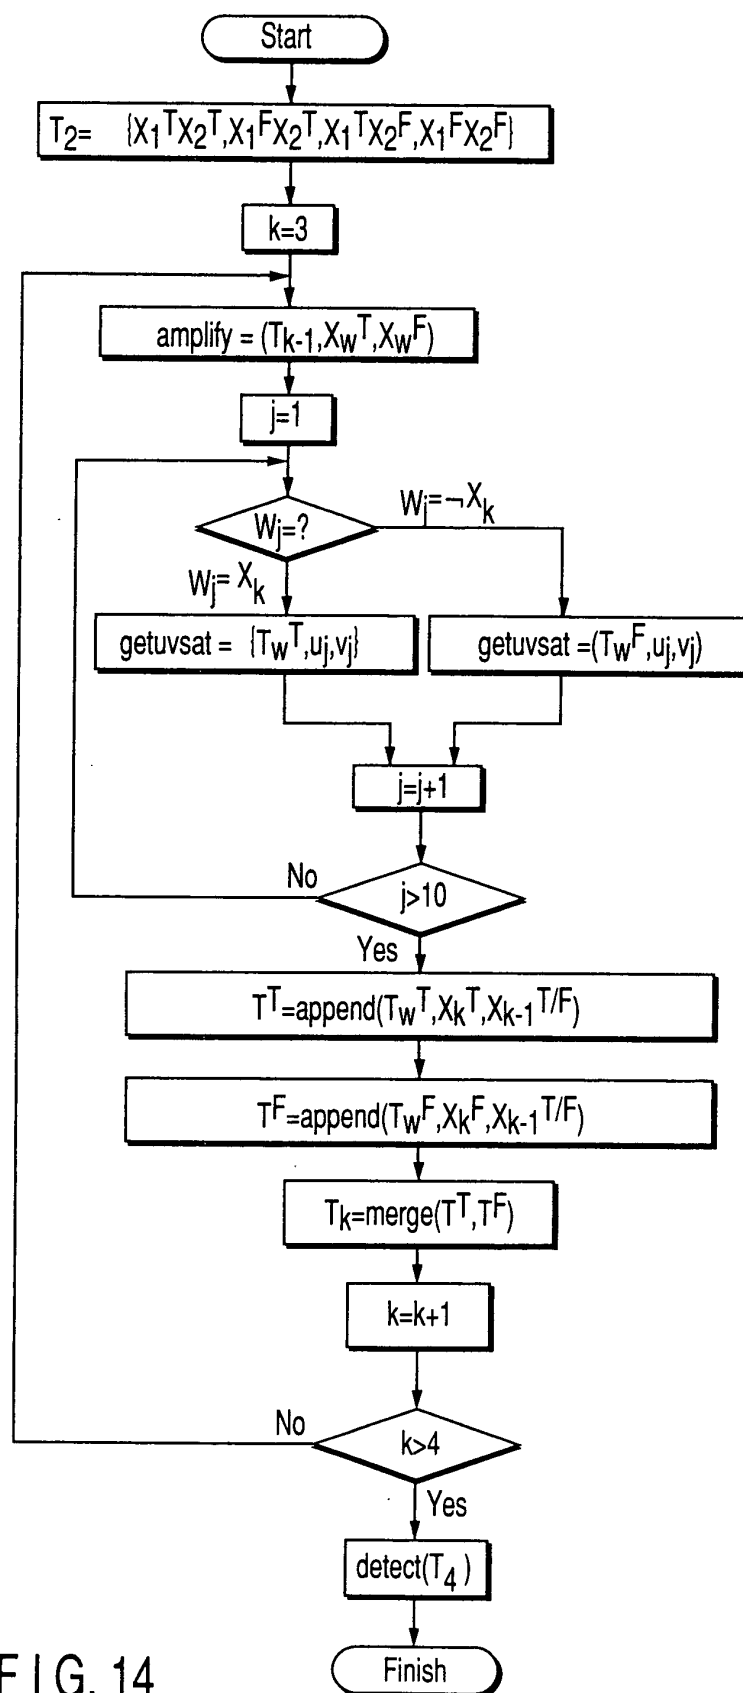 Start
T₂= {X₁ᵀX₂ᵀ,X₁ꟳX₂ᵀ,X₁ᵀX₂ꟳ,X₁ꟳX₂ꟳ}
k=3
amplify = (Tk-1,XwT,XwF)
j=1
Wj=?
Wj=¬Xk
Wj=Xk
getuvsat = {TwT,uj,vj}
getuvsat =(TwF,uj,vj)
j=j+1
No
j>10
Yes
TT=append(TwT,XkT,Xk-1T/F)
TF=append(TwF,XkF,Xk-1T/F)
Tk=merge(TT,TF)
k=k+1
No
k>4
Yes
detect(T₄)
Finish
FIG. 14